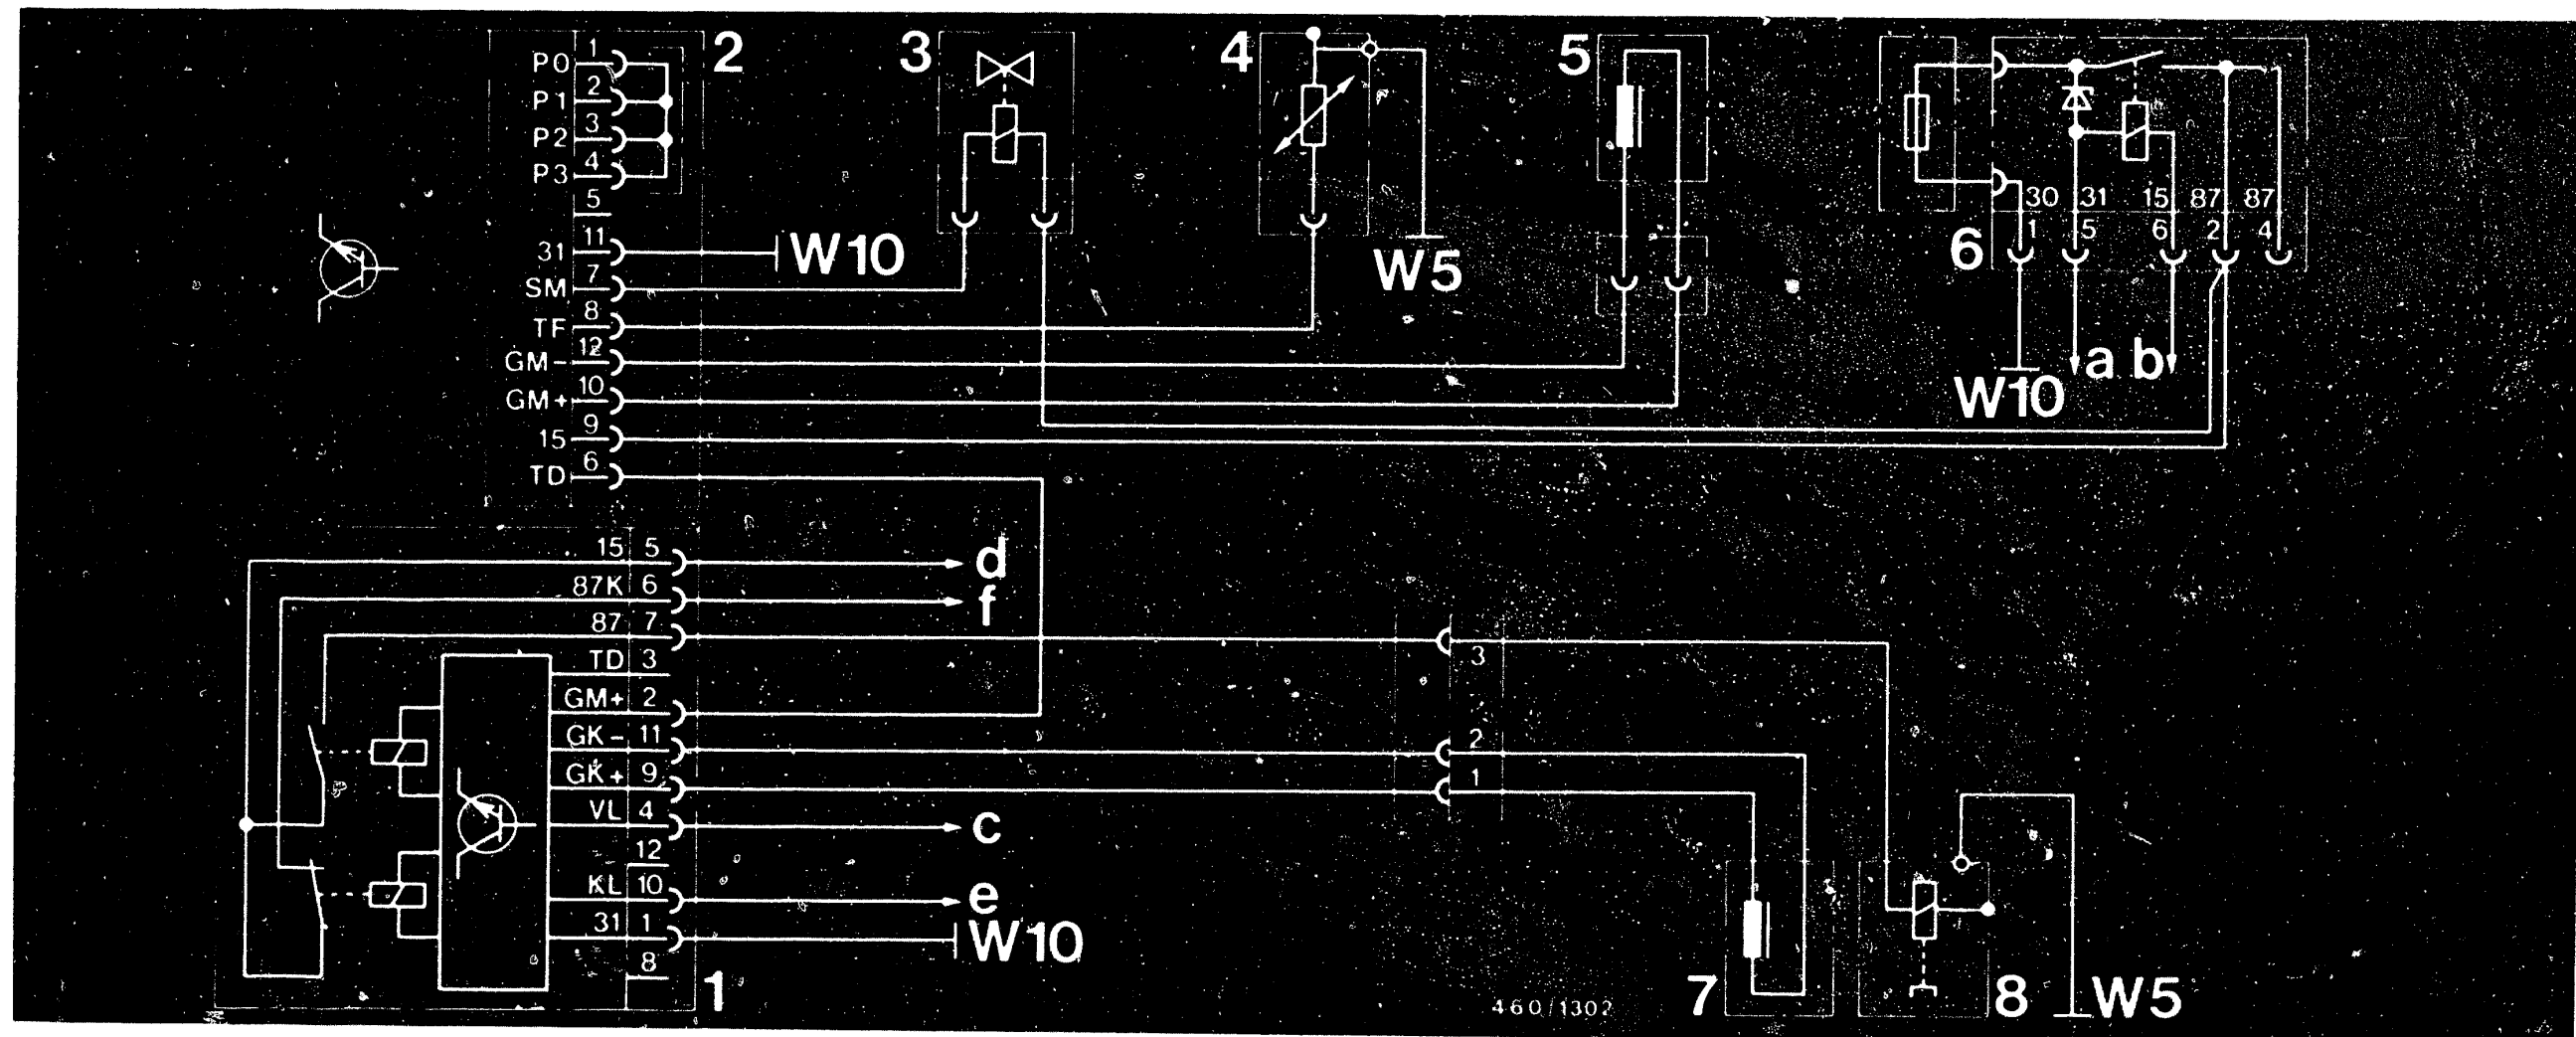 1 2 3 4 5
P0
2
P1
3
P2
4
P3
5
11
31 W10
7
SM
8
TF
12
GM-
10
GM+
9
15
6
TD
W5
30 31 15 87 87
6 1 5 6 2 4
a b
W10
15 5 d
87K 6 f
87 7
TD 3 3
GM+ 2
GK- 11 2
GK+ 9 1
VL 4 c
12
KL 10 e
31 1 W10
8
1 460/1302 7 8 W5